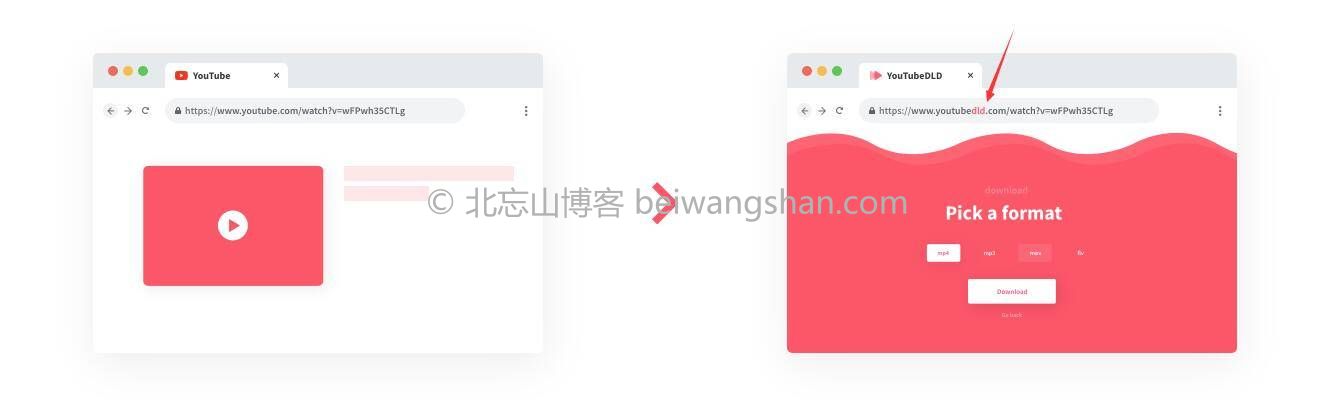 YouTube
https://www.youtube.com/watch?v=wFPwh35CTLg
YouTubeDLD
https://www.youtubedld.com/watch?v=wFPwh35CTLg
© 北忘山博客 beiwangshan.com
download
Pick a format
mp4 mp3 mov flv
Download
Go back